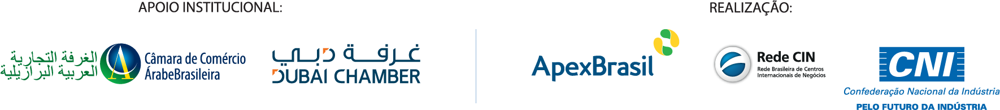 APOIO INSTITUCIONAL:
الغرفة التجارية
العربية البرازيلية
Câmara de Comércio
ÁrabeBrasileira
غرفة دبي
DUBAI CHAMBER
REALIZAÇÃO:
ApexBrasil
Rede CIN
Rede Brasileira de Centros
Internacionais de Negócios
CNI
Confederação Nacional da Indústria
PELO FUTURO DA INDÚSTRIA